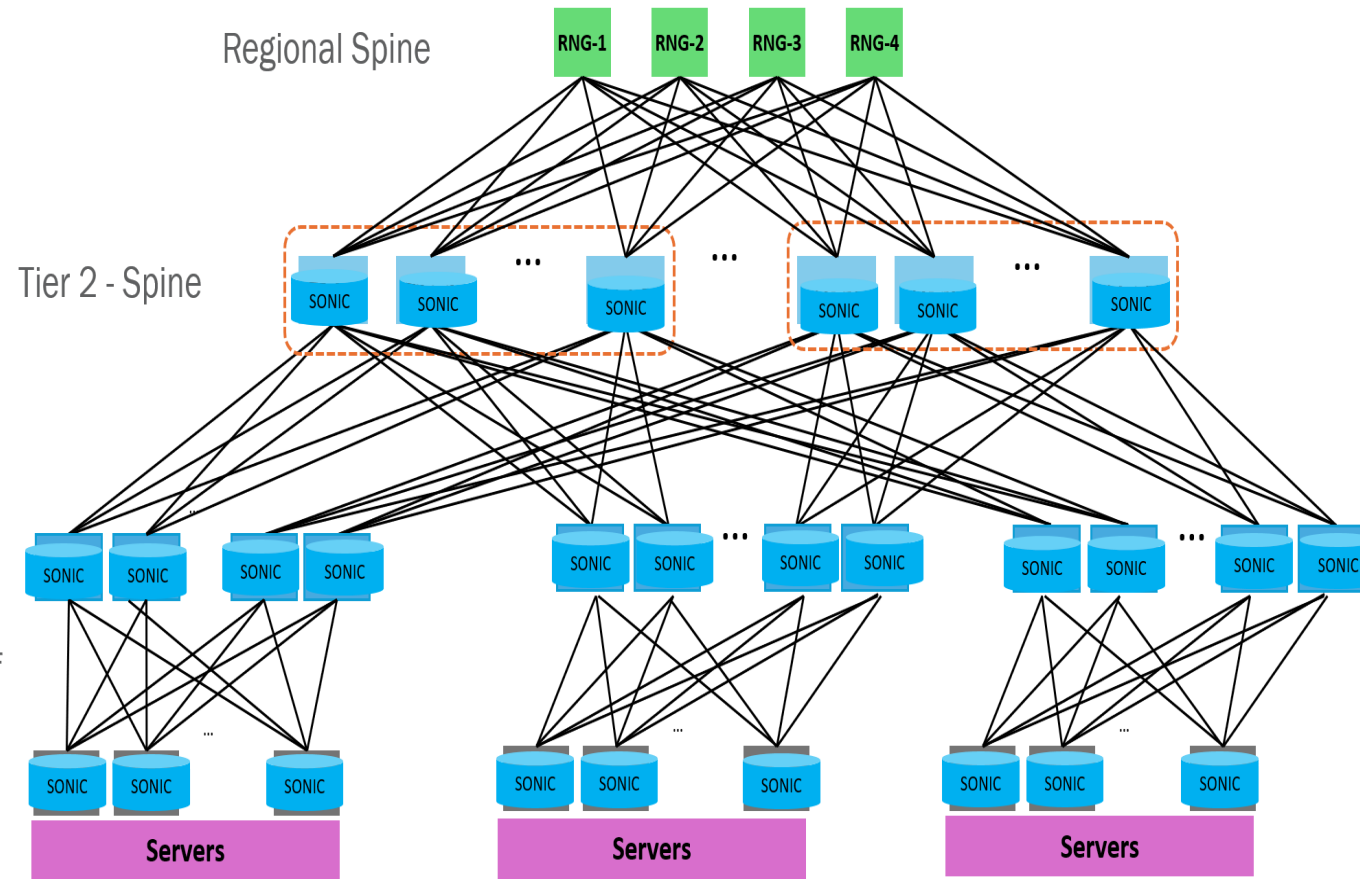 Regional Spine
RNG-1 RNG-2 RNG-3 RNG-4
Tier 2 - Spine
... ... ...
SONIC SONIC SONIC SONIC SONIC SONIC
... ... ...
SONIC SONIC SONIC SONIC SONIC SONIC SONIC SONIC SONIC SONIC SONIC SONIC
... ... ...
SONIC SONIC SONIC SONIC SONIC SONIC SONIC SONIC SONIC
Servers Servers Servers